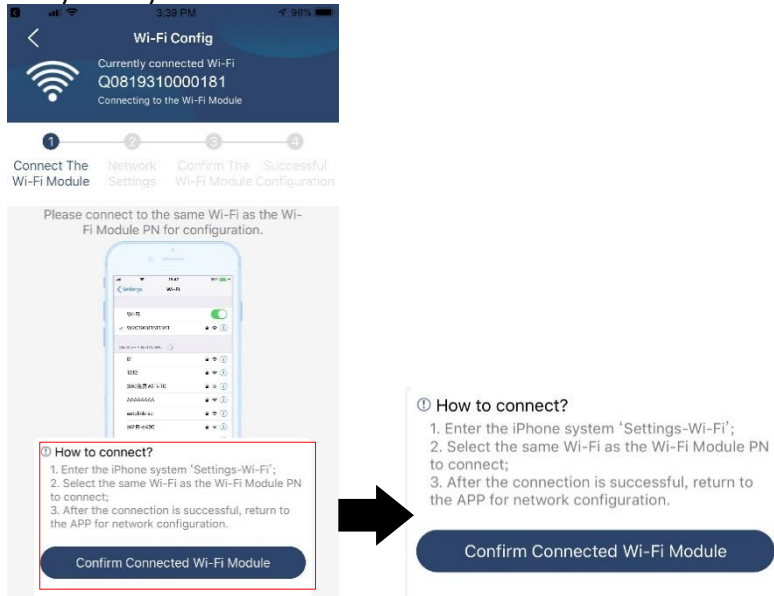 3:39 PM
98%
Wi-Fi Config
Currently connected Wi-Fi
Q0819310000181
Connecting to the Wi-Fi Module
1 2 3 4
Connect The Wi-Fi Module
Network Settings
Confirm The Wi-Fi Module
Successful Configuration
Please connect to the same Wi-Fi as the Wi-
Fi Module PN for configuration.
Settings
Wi-Fi
Wi-Fi
1212
AAAAAAAA
How to connect?
1. Enter the iPhone system ‘Settings-Wi-Fi’;
2. Select the same Wi-Fi as the Wi-Fi Module PN
to connect;
3. After the connection is successful, return to
the APP for network configuration.
Confirm Connected Wi-Fi Module
How to connect?
1. Enter the iPhone system ‘Settings-Wi-Fi’;
2. Select the same Wi-Fi as the Wi-Fi Module PN
to connect;
3. After the connection is successful, return to
the APP for network configuration.
Confirm Connected Wi-Fi Module